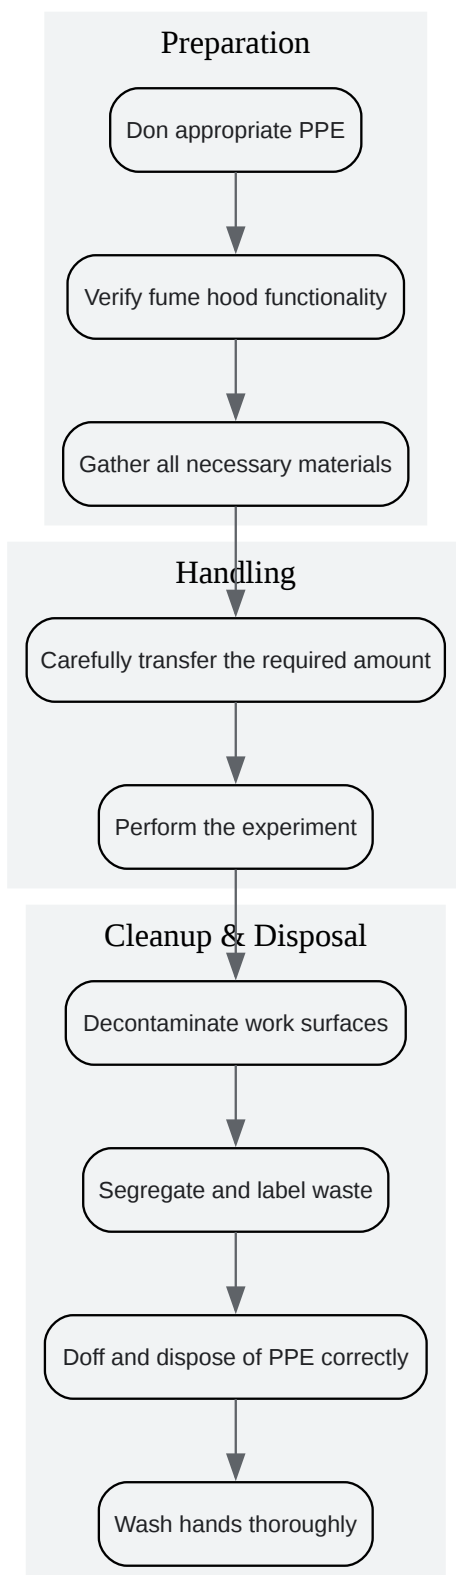 Preparation
Don appropriate PPE
Verify fume hood functionality
Gather all necessary materials
Handling
Carefully transfer the required amount
Perform the experiment
Cleanup & Disposal
Decontaminate work surfaces
Segregate and label waste
Doff and dispose of PPE correctly
Wash hands thoroughly